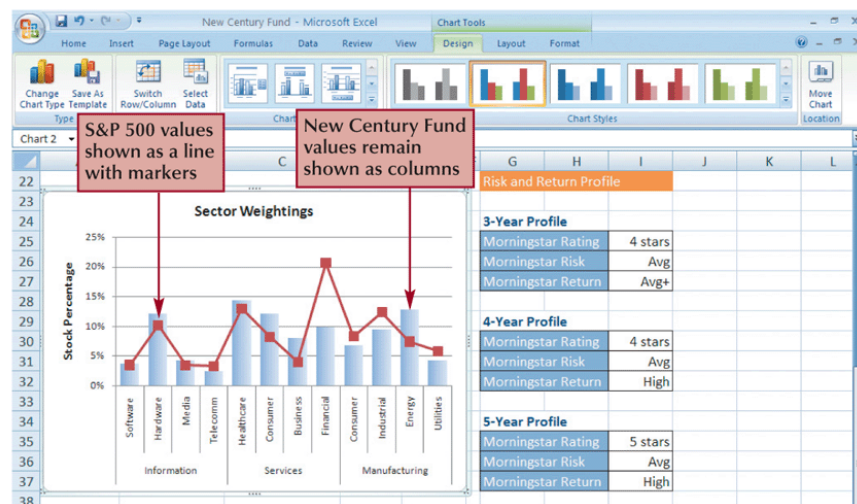 New Century Fund - Microsoft Excel
Chart Tools
Home Insert Page Layout Formulas Data Review View Design Layout Format
Change Chart Type
Save As Template
Switch Row/Column
Select Data
Move Chart
Type
Chart Styles
Location
Chart 2
S&P 500 values
shown as a line
with markers
New Century Fund
values remain
shown as columns
C G H I J K L
22 Risk and Return Profile
23
24 3-Year Profile
25 Morningstar Rating 4 stars
26 Morningstar Risk Avg
27 Morningstar Return Avg+
28
29 4-Year Profile
30 Morningstar Rating 4 stars
31 Morningstar Risk Avg
32 Morningstar Return High
33
34 5-Year Profile
35 Morningstar Rating 5 stars
36 Morningstar Risk Avg
37 Morningstar Return High
38
Sector Weightings
Stock Percentage
25%
20%
15%
10%
5%
0%
Software Hardware Media Telecomm Healthcare Consumer Business Financial Consumer Industrial Energy Utilities
Information Services Manufacturing